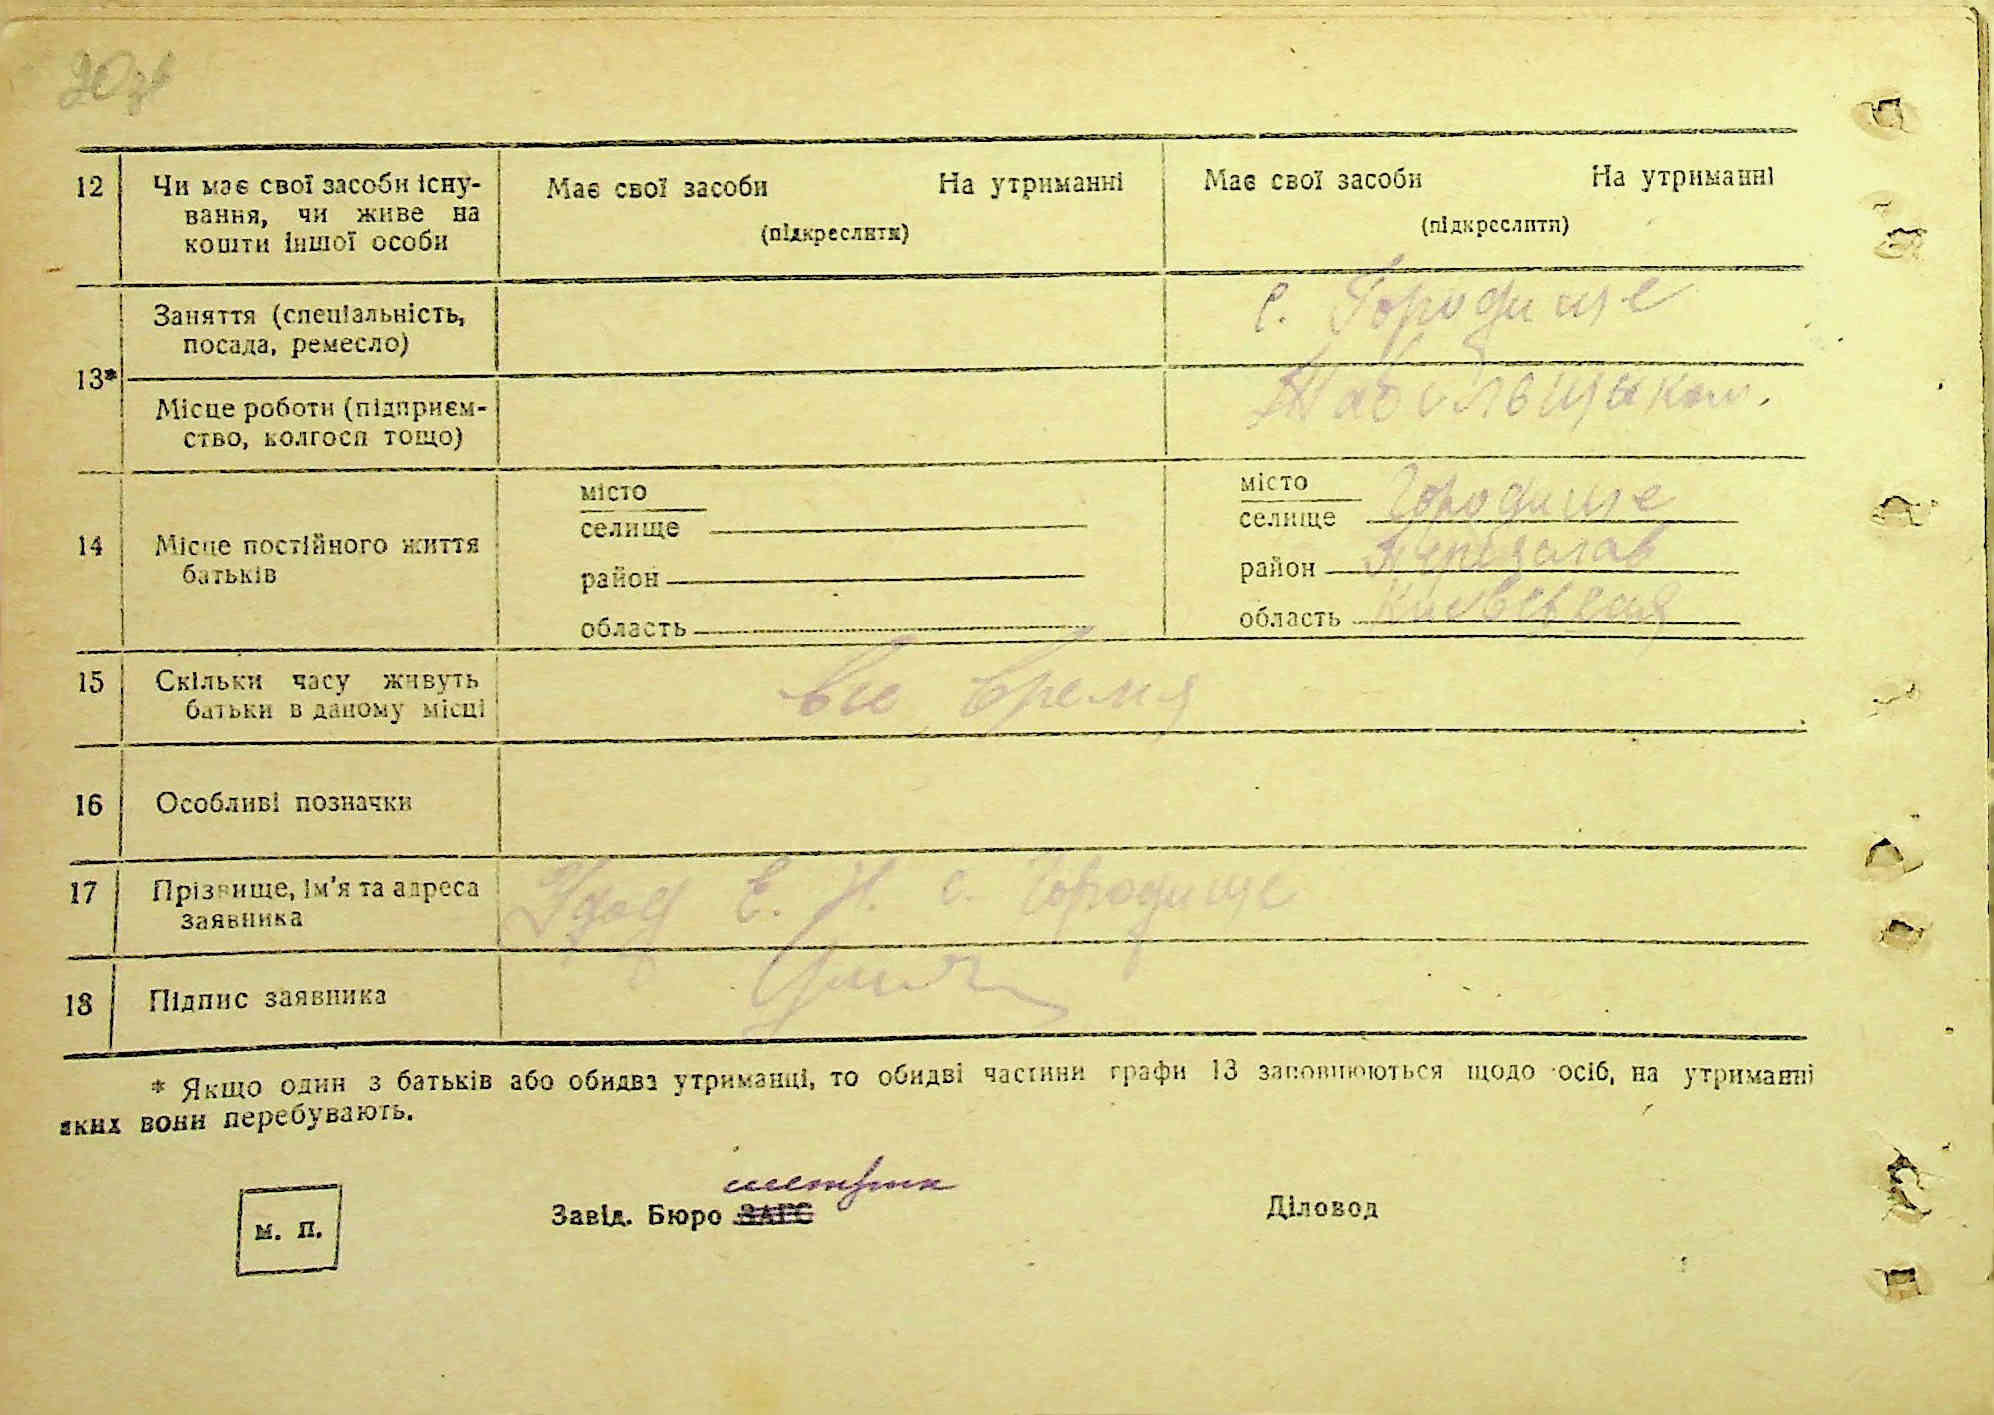 20зв
12 Чи має свої засоби існу-
вання, чи живе на
кошти іншої особи
Має свої засоби На утриманні
(підкреслити)
Має свої засоби На утриманні
(підкреслити)
13*
Заняття (спеціальність,
посада, ремесло)
с. Городище
Місце роботи (підприєм-
ство, колгосп тощо)
14 Місце постійного життя
батьків
місто
селище
район
область
місто
селище Городище
район Переяслав
область Киевская
15 Скільки часу живуть
батьки в даному місці
все время
16 Особливі позначки
17 Прізвище, ім'я та адреса
заявника
Удод Е. Н. с. Городище
18 Підпис заявника
* Якщо один з батьків або обидва утриманці, то обидві частини графи 13 заповнюються щодо осіб, на утриманні
яких вони перебувають.
м. п.
метрик
Завід. Бюро ЗАГС
Діловод